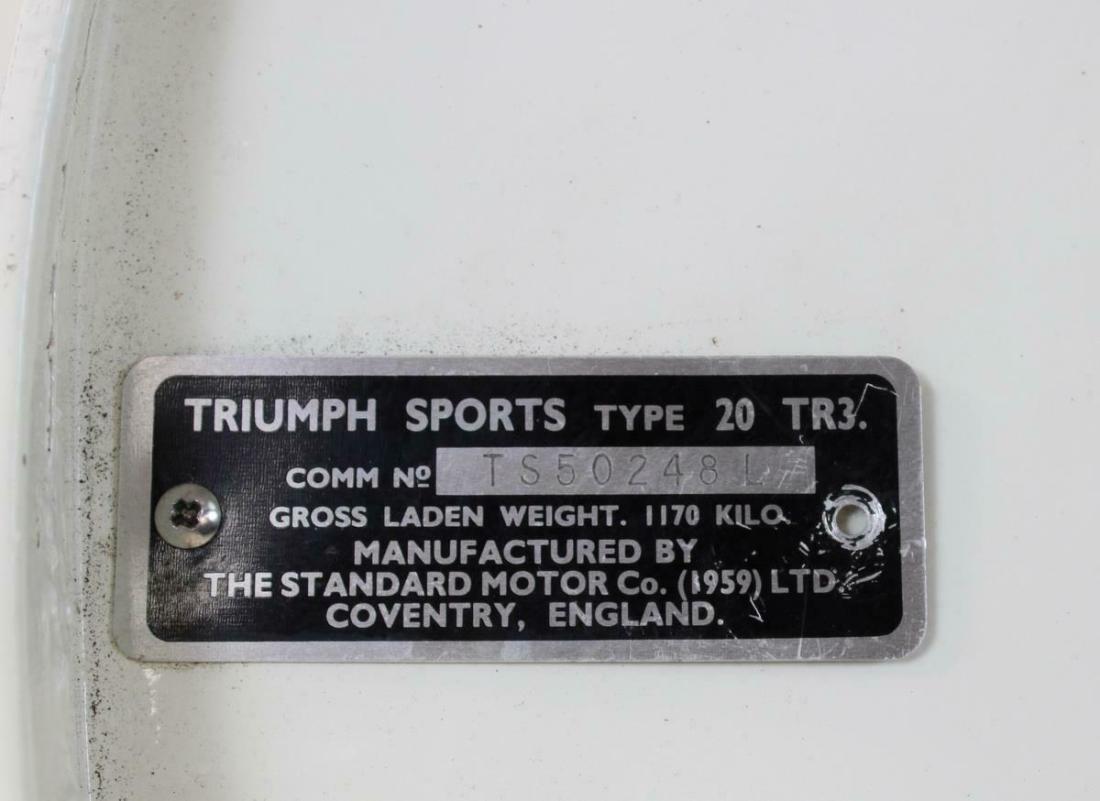 TRIUMPH SPORTS TYPE 20 TR3.
COMM Nº TS50248L
GROSS LADEN WEIGHT. 1170 KILO.
MANUFACTURED BY
THE STANDARD MOTOR Co. (1959) LTD.
COVENTRY, ENGLAND.